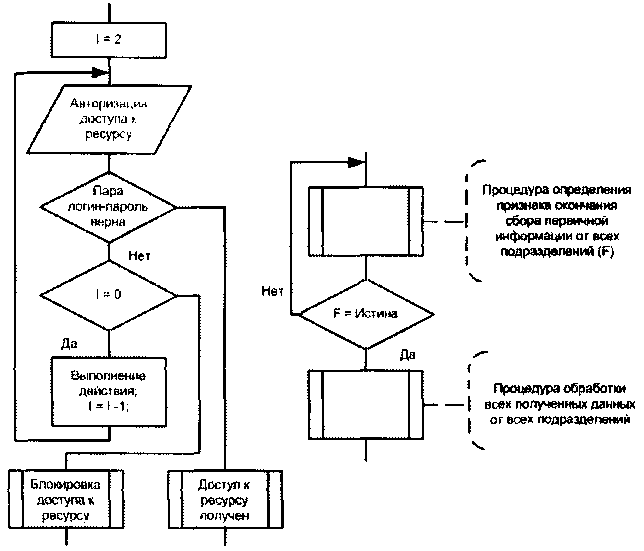 I = 2
Авторизация
доступа к
ресурсу
Пара
логин-пароль
верна
Нет
I = 0
Да
Выполнение
действия;
I = I -1;
Блокировка
доступа к
ресурсу
Доступ к
ресурсу
получен
Процедура определения
признака окончания
сбора первичной
информации от всех
подразделений (F)
Нет
F = Истина
Да
Процедура обработки
всех полученных данных
от всех подразделений